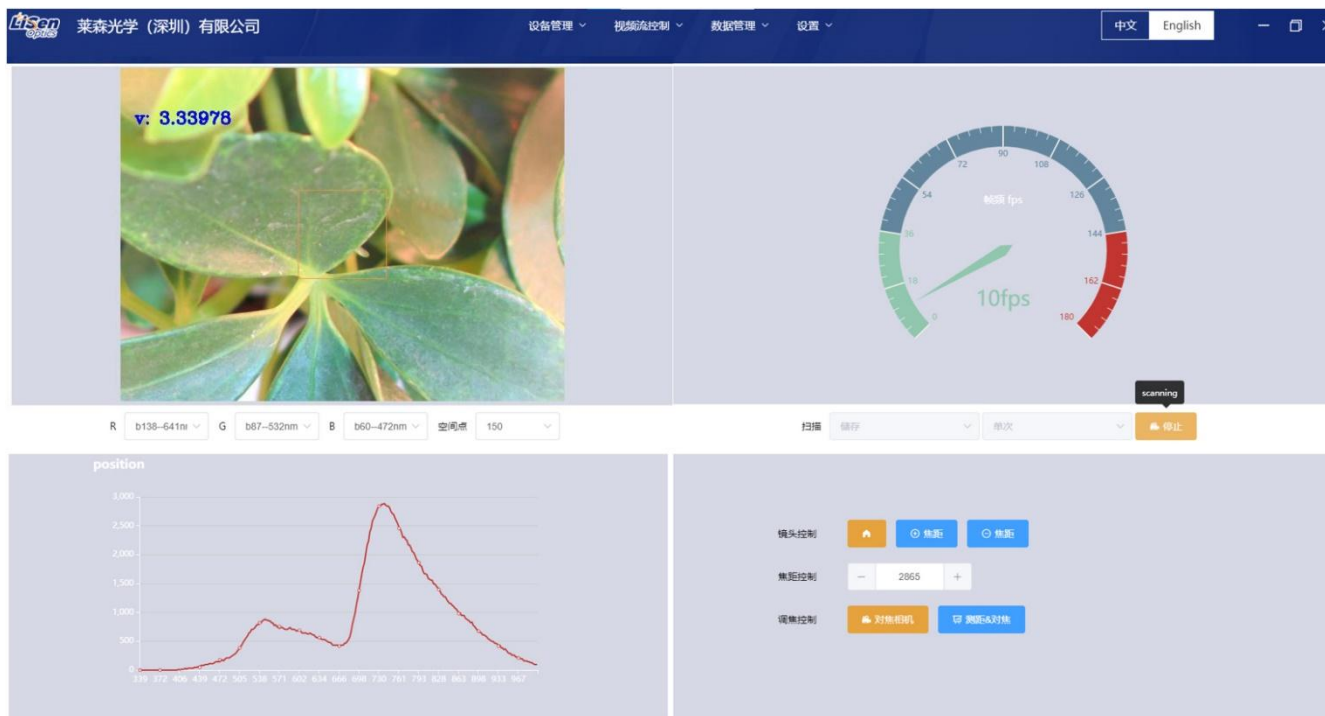 LiSen Optics
莱森光学（深圳）有限公司
设备管理
视频流控制
数据管理
设置
中文
English
v: 3.33978
90
72
108
54
帧频 fps
126
36
144
18
162
10fps
0
180
scanning
R
b138--641n
G
b87--532nm
B
b60--472nm
空间点
150
扫描
储存
单次
停止
position
3,000
2,500
2,000
1,500
1,000
500
0
339 372 406 439 472 505 538 571 602 634 666 698 730 761 793 828 863 898 933 967
镜头控制
焦距
焦距
焦距控制
− 2865 +
调焦控制
对焦相机
测距&对焦